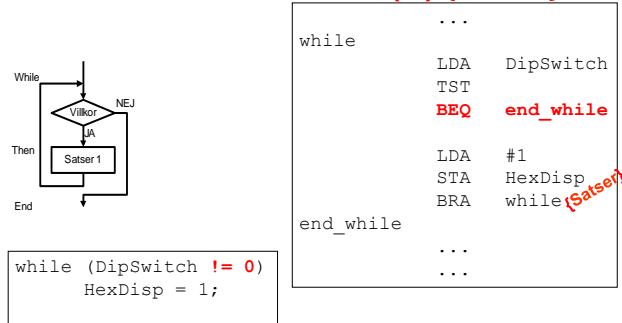 While
Villkor
NEJ
JA
Then
Satser 1
End
while (DipSwitch != 0)
HexDisp = 1;
...
while
LDA DipSwitch
TST
BEQ end_while
LDA #1
STA HexDisp
BRA while {Satser}
end_while
...
...